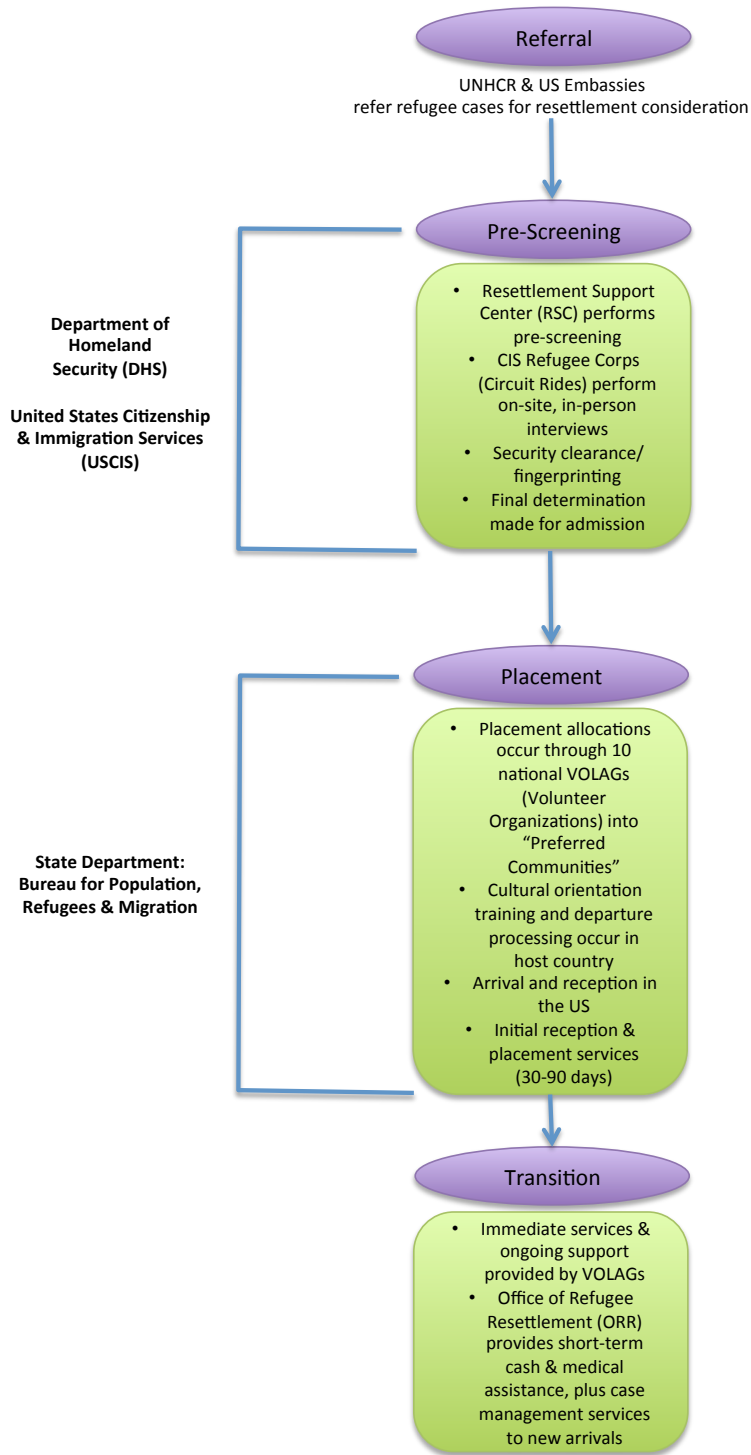 Referral
UNHCR & US Embassies
refer refugee cases for resettlement consideration
Pre-Screening
Department of
Homeland
Security (DHS)
United States Citizenship
& Immigration Services
(USCIS)
• Resettlement Support
Center (RSC) performs
pre-screening
• CIS Refugee Corps
(Circuit Rides) perform
on-site, in-person
interviews
• Security clearance/
fingerprinting
• Final determination
made for admission
Placement
State Department:
Bureau for Population,
Refugees & Migration
• Placement allocations
occur through 10
national VOLAGs
(Volunteer
Organizations) into
“Preferred
Communities”
• Cultural orientation
training and departure
processing occur in
host country
• Arrival and reception in
the US
• Initial reception &
placement services
(30-90 days)
Transition
• Immediate services &
ongoing support
provided by VOLAGs
• Office of Refugee
Resettlement (ORR)
provides short-term
cash & medical
assistance, plus case
management services
to new arrivals